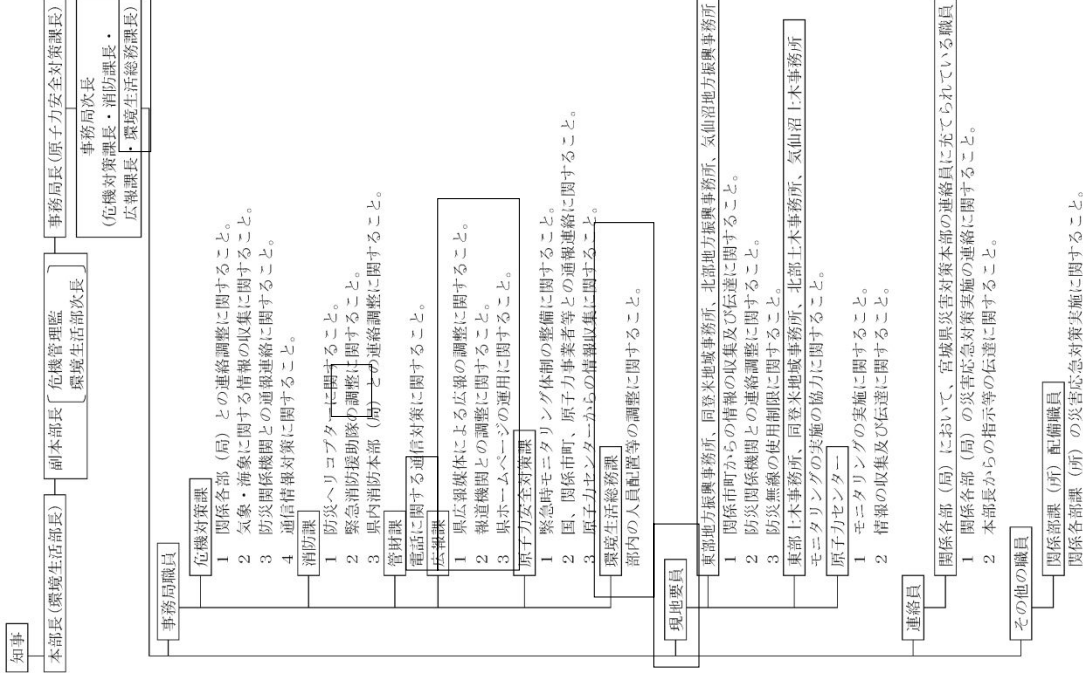 知事
本部長（環境生活部長）
副本部長
危機管理監
環境生活部次長
事務局長（原子力安全対策課長）
事務局次長
（危機対策課長・消防課長・
広報課長・環境生活総務課長）
事務局職員
危機対策課
1 関係各部（局）との連絡調整に関すること。
2 気象・海象に関する情報の収集に関すること。
3 防災関係機関との通報連絡に関すること。
4 通信情報対策に関すること。
消防課
1 防災ヘリコプターに関すること。
2 緊急消防援助隊の調整に関すること。
3 県内消防本部（局）との連絡調整に関すること。
管財課
電話に関する通信対策に関すること。
広報課
1 県広報媒体による広報の調整に関すること。
2 報道機関との調整に関すること。
3 県ホームページの運用に関すること。
原子力安全対策課
1 緊急時モニタリング体制の整備に関すること。
2 国、関係市町、原子力事業者等との通報連絡に関すること。
3 原子力センターからの情報収集に関すること。
環境生活総務課
部内の人員配置等の調整に関すること。
現地要員
東部地方振興事務所、同登米地域事務所、北部地方振興事務所、気仙沼地方振興事務所
1 関係市町からの情報の収集及び伝達に関すること。
2 防災関係機関との連絡調整に関すること。
3 防災無線の使用制限に関すること。
東部土木事務所、同登米地域事務所、北部土木事務所、気仙沼土木事務所
モニタリングの実施の協力に関すること。
原子力センター
1 モニタリングの実施に関すること。
2 情報の収集及び伝達に関すること。
連絡員
関係各部（局）において、宮城県災害対策本部の連絡員に充てられている職員
1 関係各部（局）の災害応急対策実施の連絡に関すること。
2 本部長からの指示等の伝達に関すること。
その他の職員
関係部課（所）配備職員
関係各部課（所）の災害応急対策実施に関すること。